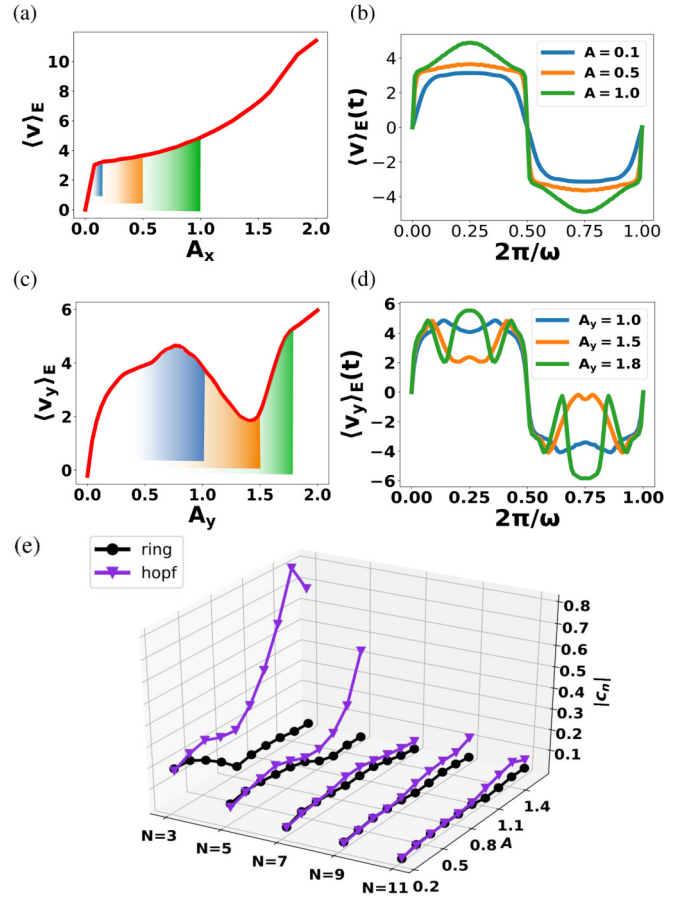 (a)
10
8
6
4
2
0
⟨v⟩E
0.0 0.5 1.0 1.5 2.0
Ax
(b)
4
2
0
−2
−4
⟨v⟩E(t)
A = 0.1
A = 0.5
A = 1.0
0.00 0.25 0.50 0.75 1.00
2π/ω
(c)
6
4
2
0
⟨vy⟩E
0.0 0.5 1.0 1.5 2.0
Ay
(d)
6
4
2
0
−2
−4
−6
⟨vy⟩E(t)
Ay = 1.0
Ay = 1.5
Ay = 1.8
0.00 0.25 0.50 0.75 1.00
2π/ω
(e)
ring
hopf
0.8
0.7
0.6
0.5
0.4
0.3
0.2
0.1
|cn|
1.4
1.1
0.8
0.5
0.2
A
N=3
N=5
N=7
N=9
N=11